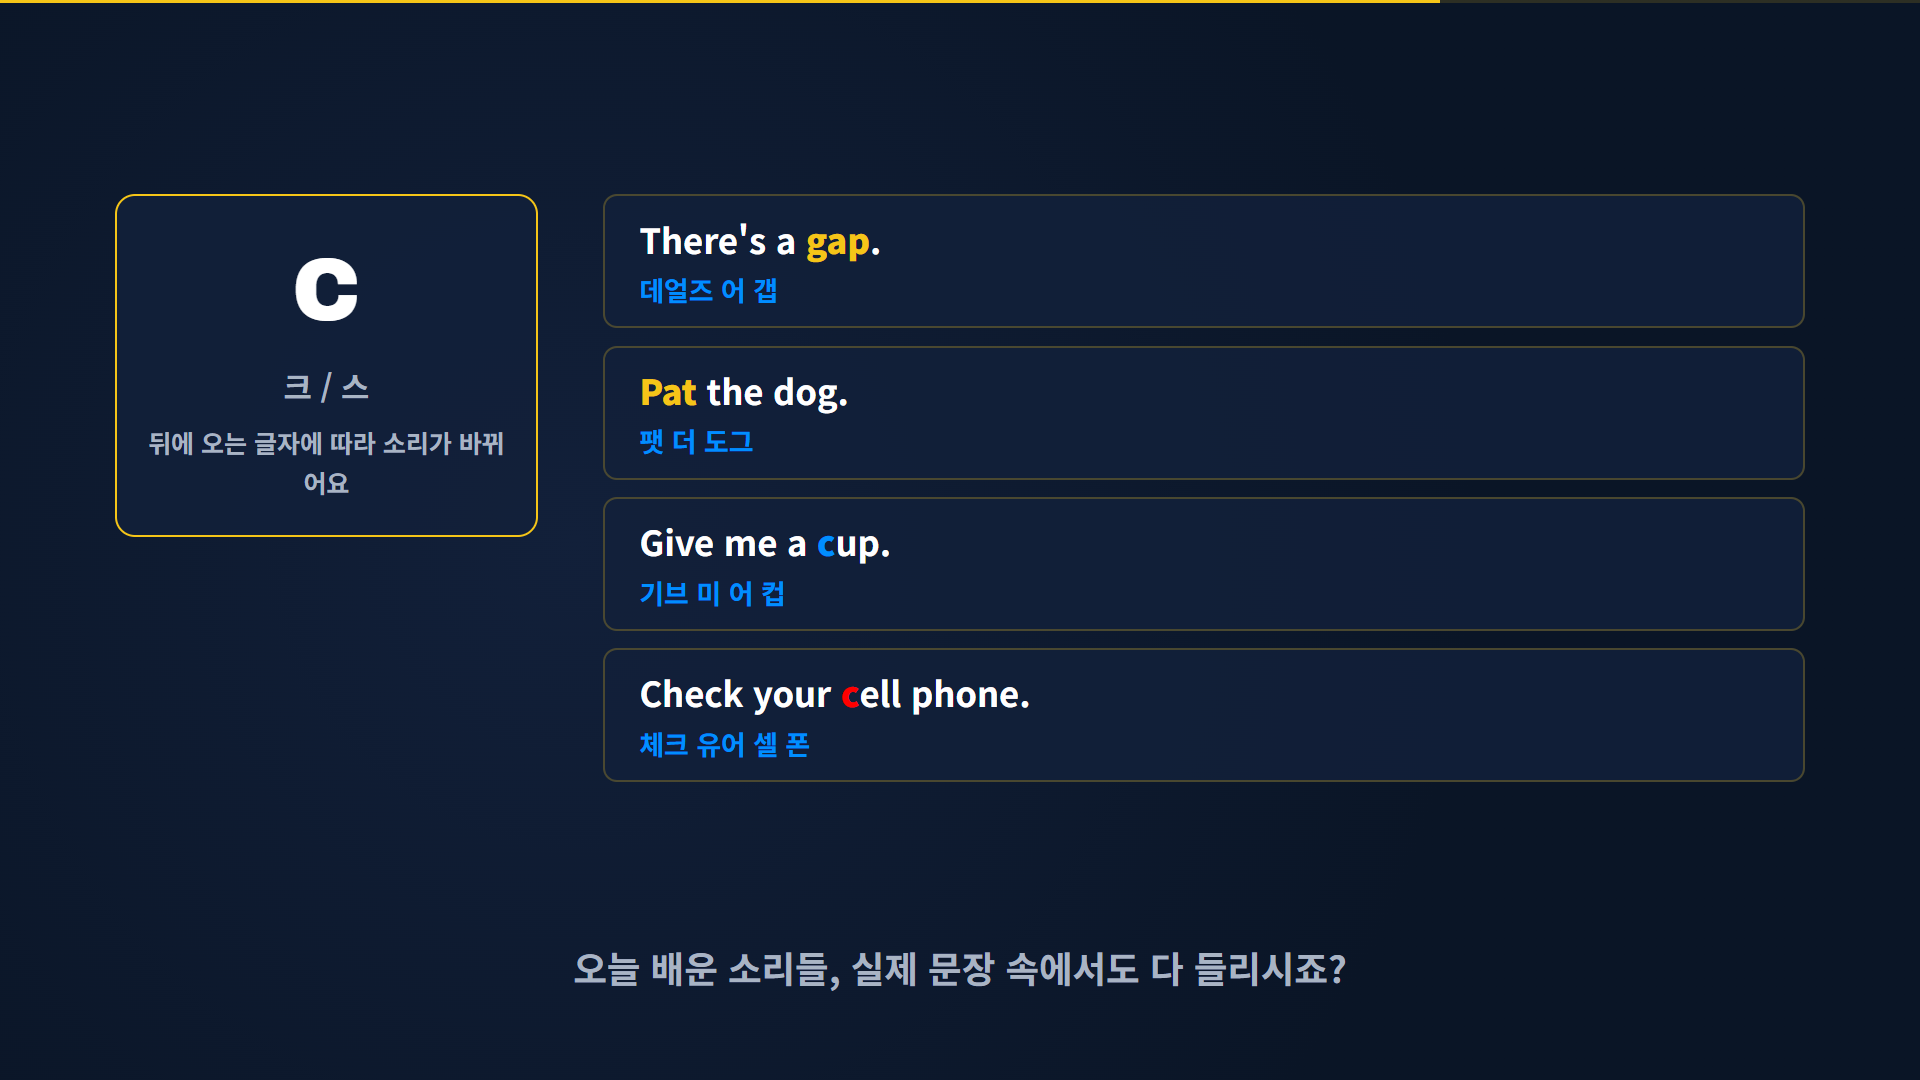 c
크 / 스
뒤에 오는 글자에 따라 소리가 바뀌
어요
There's a gap.
데얼즈 어 갭
Pat the dog.
팻 더 도그
Give me a cup.
기브 미 어 컵
Check your cell phone.
체크 유어 셀 폰
오늘 배운 소리들, 실제 문장 속에서도 다 들리시죠?